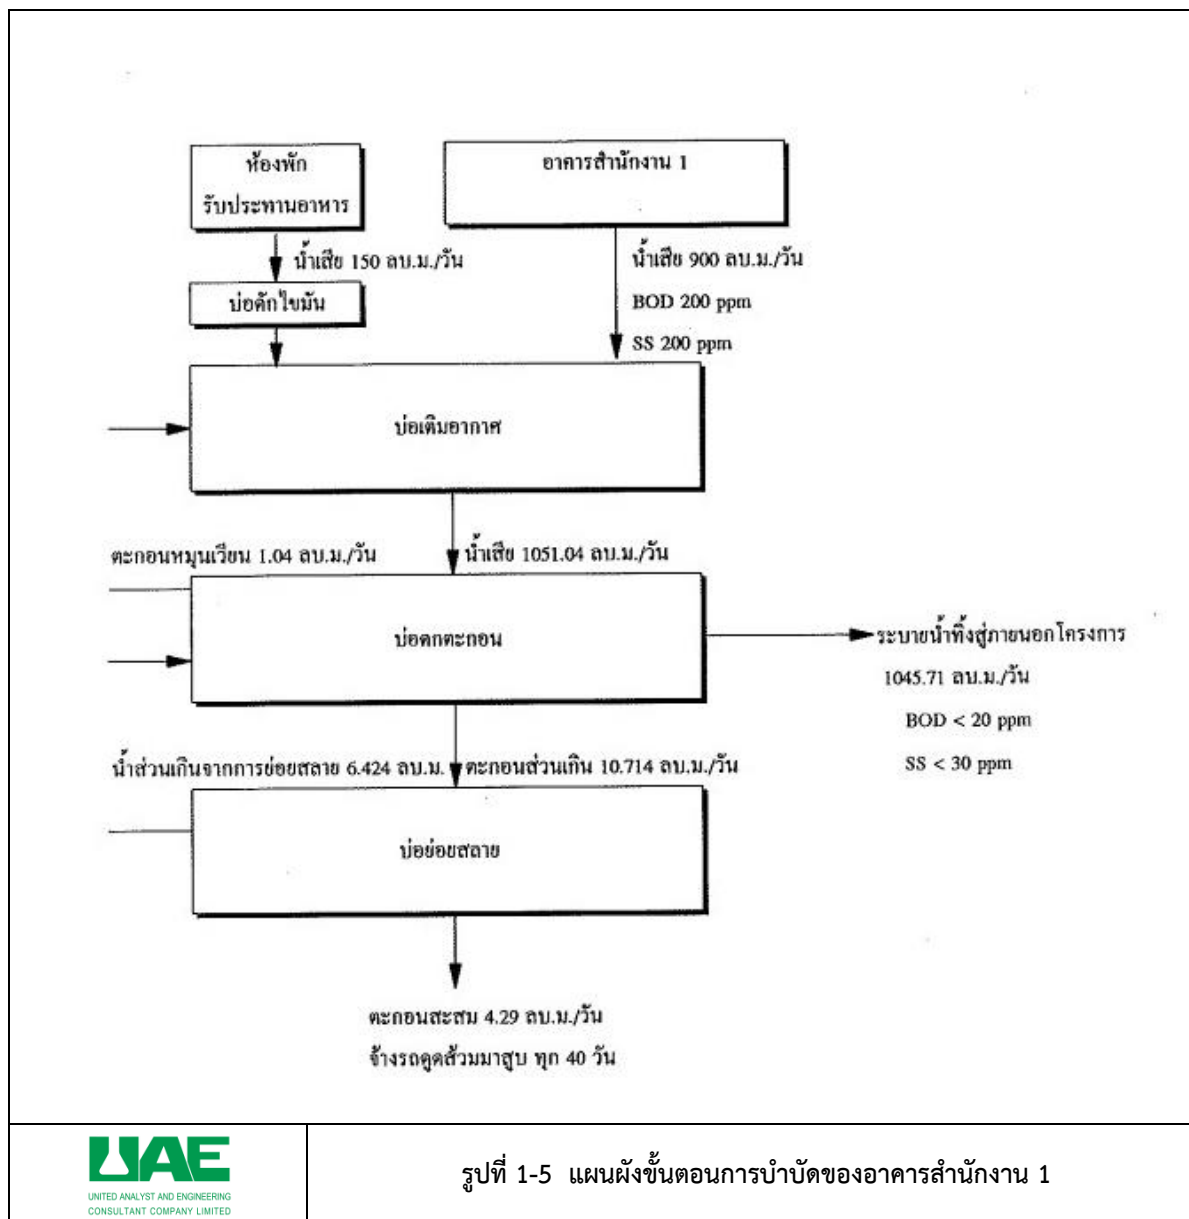 ห้องพัก
รับประทานอาหาร
อาคารสำนักงาน 1
น้ำเสีย 150 ลบ.ม./วัน
น้ำเสีย 900 ลบ.ม./วัน
BOD 200 ppm
SS 200 ppm
บ่อดักไขมัน
บ่อเติมอากาศ
ตะกอนหมุนเวียน 1.04 ลบ.ม./วัน
น้ำเสีย 1051.04 ลบ.ม./วัน
บ่อตกตะกอน
ระบายน้ำทิ้งสู่ภายนอกโครงการ
1045.71 ลบ.ม./วัน
BOD < 20 ppm
SS < 30 ppm
น้ำส่วนเกินจากการย่อยสลาย 6.424 ลบ.ม.
ตะกอนส่วนเกิน 10.714 ลบ.ม./วัน
บ่อย่อยสลาย
ตะกอนสะสม 4.29 ลบ.ม./วัน
จ้างรถดูดส้วมมาสูบ ทุก 40 วัน
UAE
UNITED ANALYST AND ENGINEERING
CONSULTANT COMPANY LIMITED
รูปที่ 1-5 แผนผังขั้นตอนการบำบัดของอาคารสำนักงาน 1